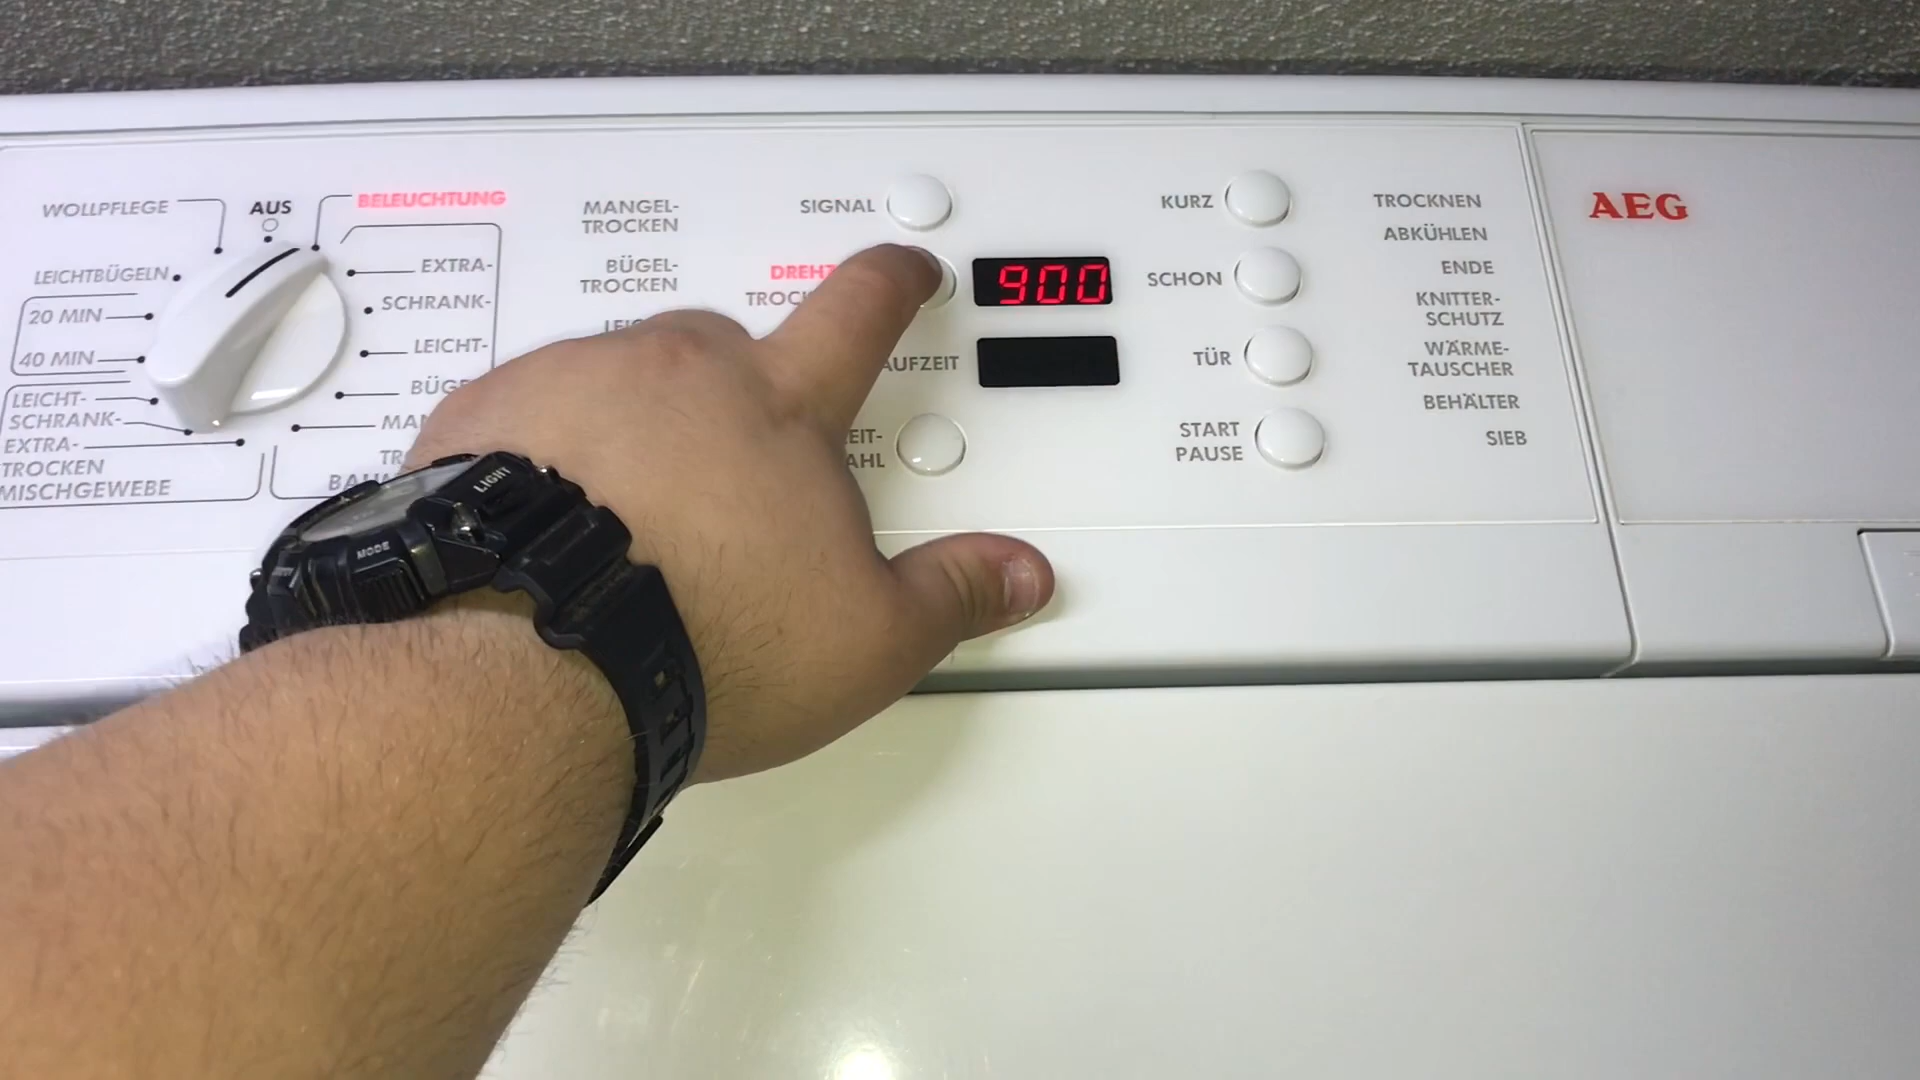 WOLLPFLEGE
AUS
BELEUCHTUNG
LEICHTBÜGELN
20 MIN
40 MIN
LEICHT-
SCHRANK-
EXTRA-
TROCKEN
MISCHGEWEBE
EXTRA-
SCHRANK-
LEICHT-
MANGEL-
TROCKEN
BÜGEL-
TROCKEN
SIGNAL
900
KURZ
SCHON
TÜR
START
PAUSE
TROCKNEN
ABKÜHLEN
ENDE
KNITTER-
SCHUTZ
WÄRME-
TAUSCHER
BEHÄLTER
SIEB
AEG
LIGHT
MODE